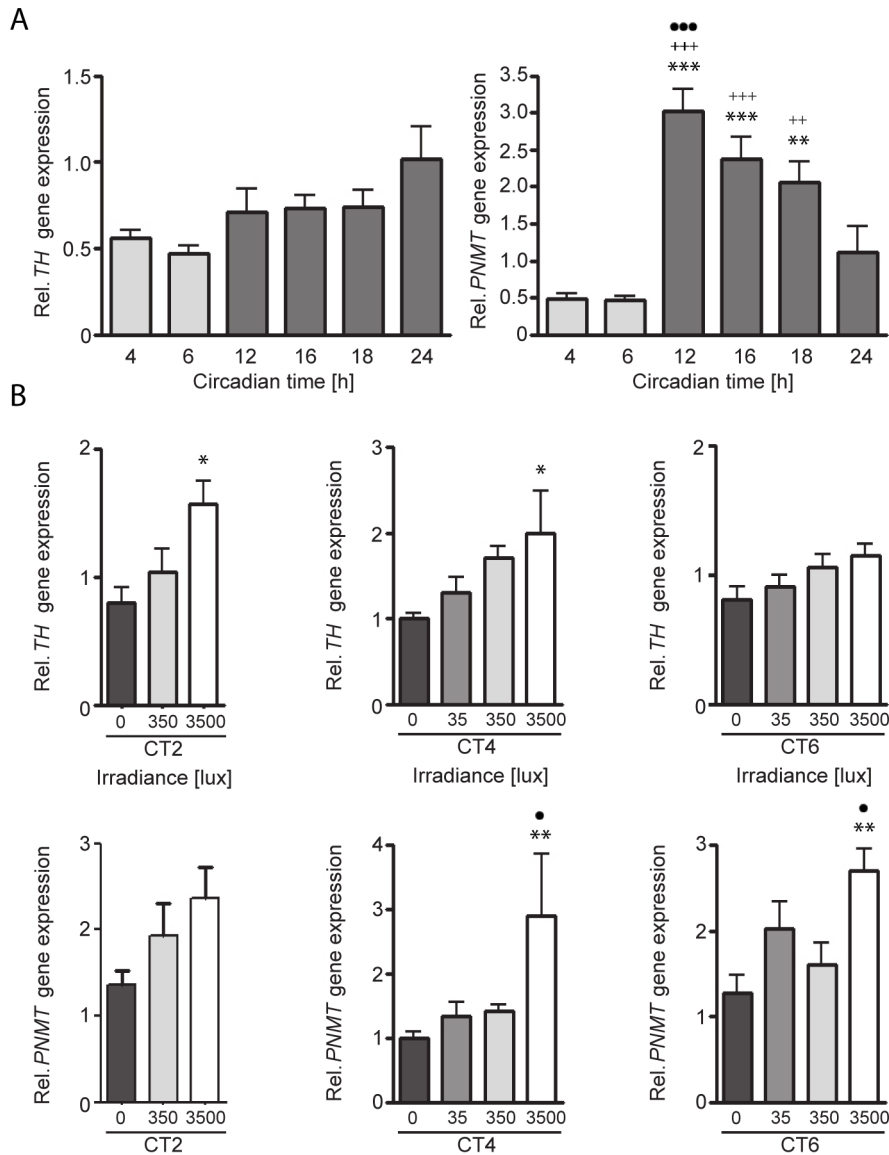 A
●●●
+++
***
+++
***
++
**
Rel. TH gene expression
1.5
1.0
0.5
0
4 6 12 16 18 24
Circadian time [h]
Rel. PNMT gene expression
3.5
3.0
2.5
2.0
1.5
1.0
0.5
0
4 6 12 16 18 24
Circadian time [h]
B
Rel. TH gene expression
2
1
0
*
0 350 3500
CT2
Irradiance [lux]
Rel. TH gene expression
4
3
2
1
0
*
0 35 350 3500
CT4
Irradiance [lux]
Rel. TH gene expression
2
1
0
0 35 350 3500
CT6
Irradiance [lux]
Rel. PNMT gene expression
3
2
1
0
0 350 3500
CT2
Rel. PNMT gene expression
4
3
2
1
0
●
**
0 35 350 3500
CT4
Rel. PNMT gene expression
3
2
1
0
●
**
0 35 350 3500
CT6